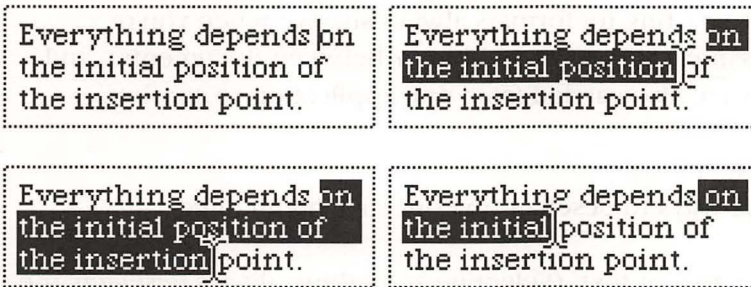 Everything depends on
the initial position of
the insertion point.
Everything depends on
the initial position of
the insertion point.
Everything depends on
the initial position of
the insertion point.
Everything depends on
the initial position of
the insertion point.